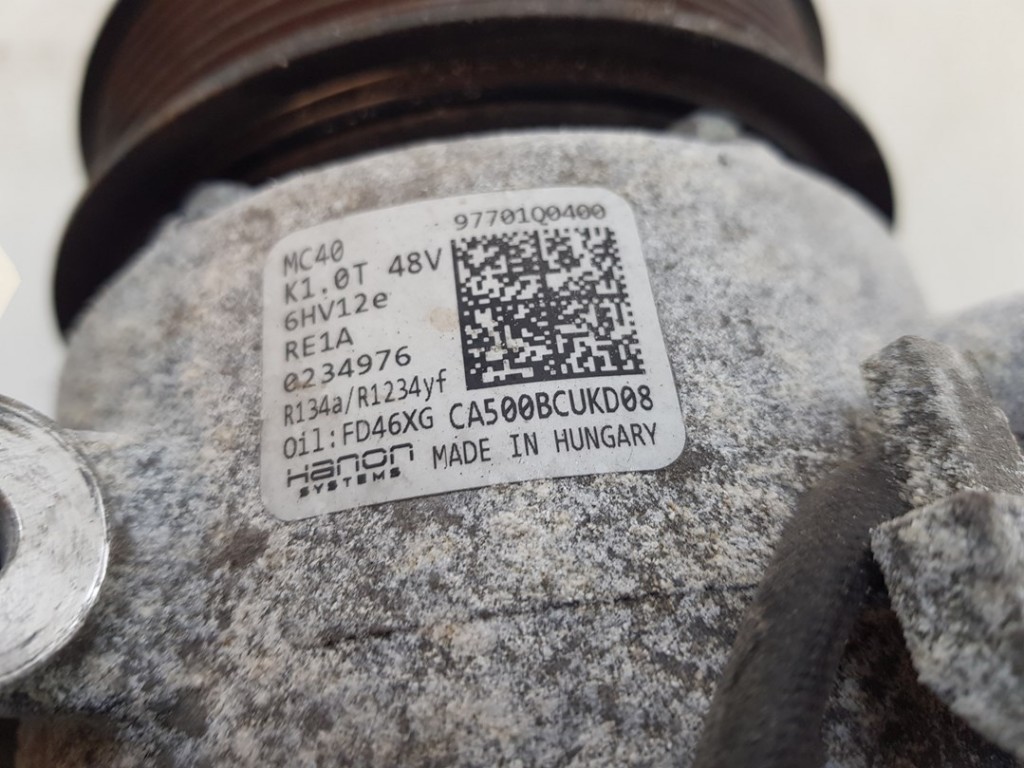 97701Q0400
MC40
K1.0T 48V
6HV12e
RE1A
0234976
R134a/R1234yf
Oil:FD46XG CA500BCUKD08
Hanon SYSTEMS MADE IN HUNGARY